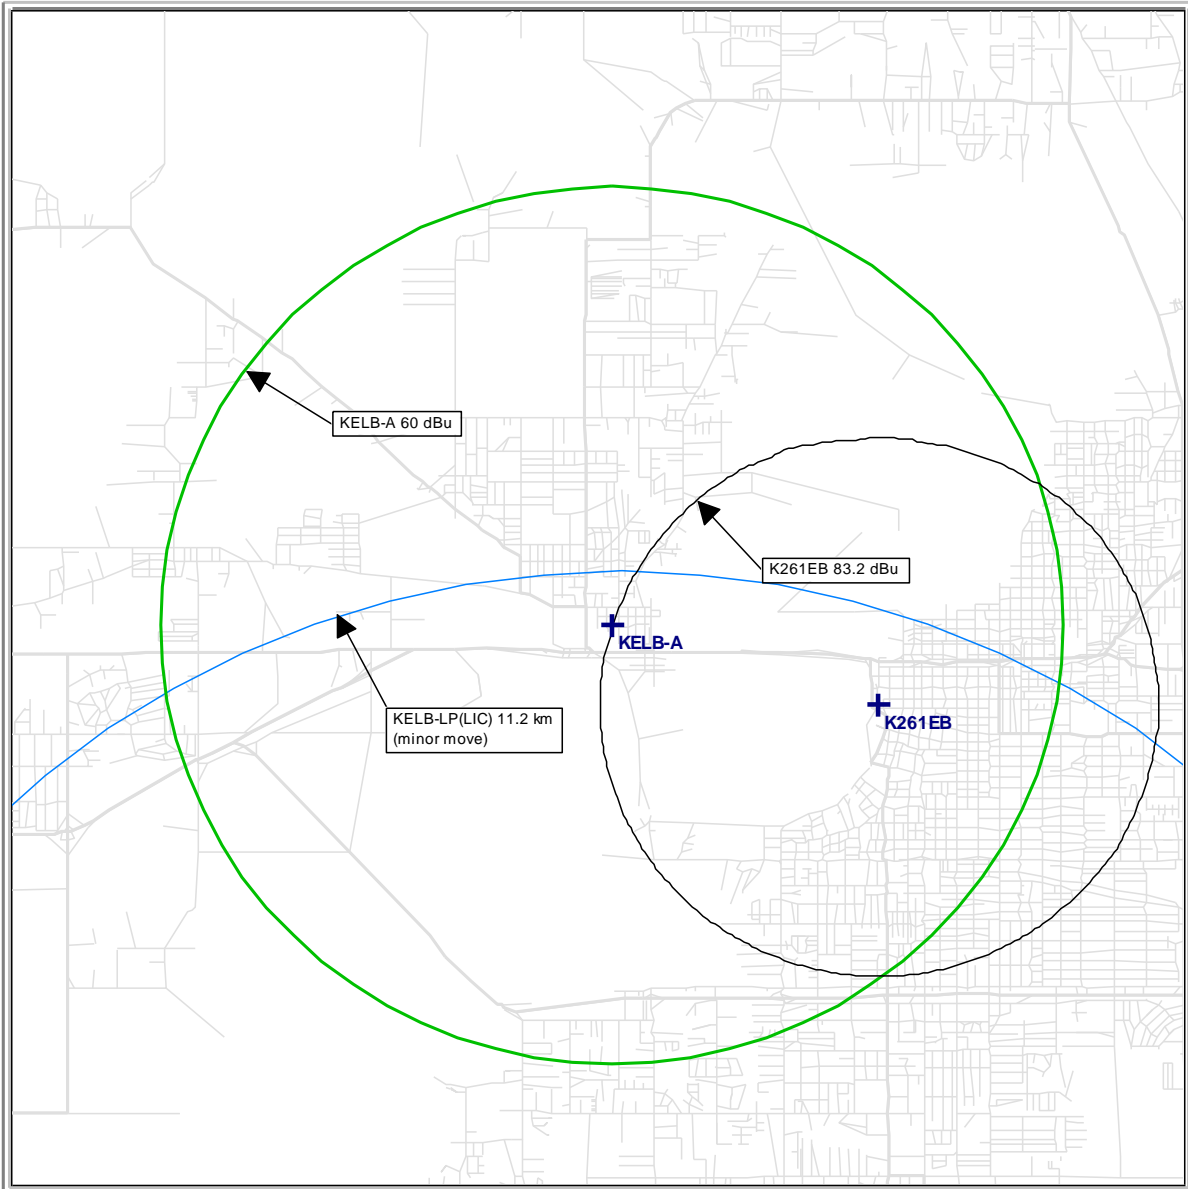 KELB-A 60 dBu
K261EB 83.2 dBu
KELB-A
K261EB
KELB-LP(LIC) 11.2 km
(minor move)